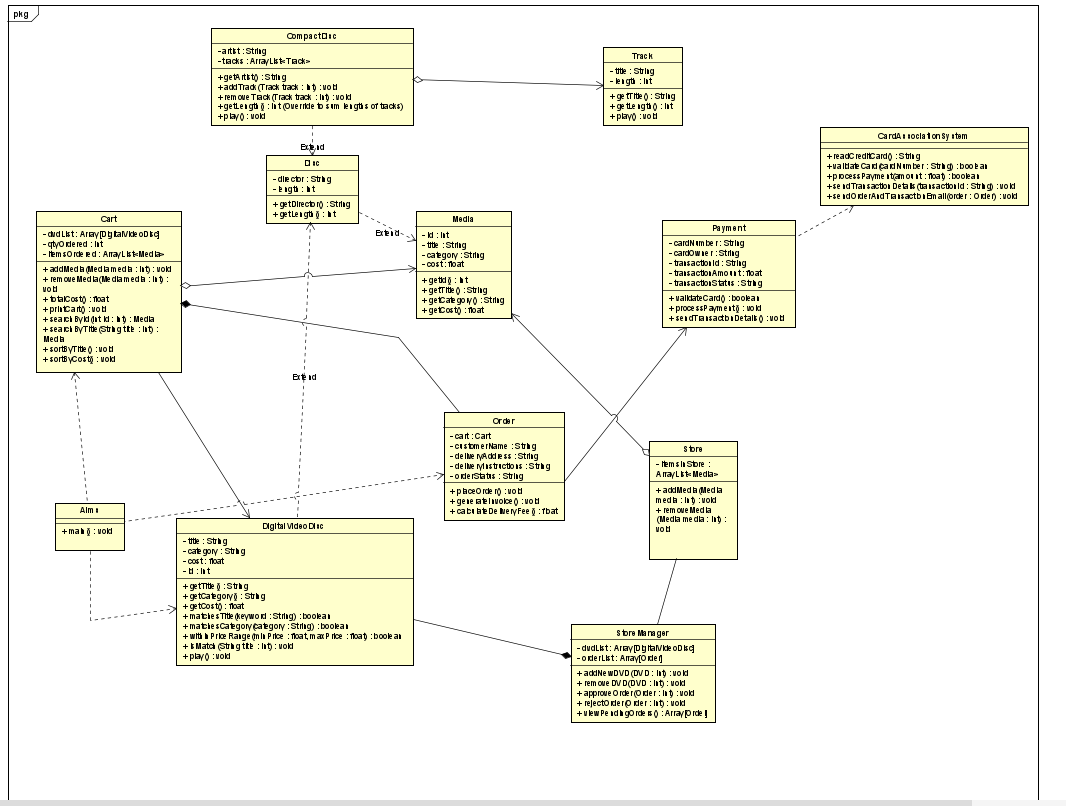 pkg
CompactDisc
- artist : String
- tracks : ArrayList<Track>
+ getArtist() : String
+ addTrack(Track track : int) : void
+ removeTrack(Track track : int) : void
+ getLength() : int (Override to sum lengths of tracks)
+ play() : void
Track
- title : String
- length : int
+ getTitle() : String
+ getLength() : int
+ play() : void
CardAssociationSystem
+ readCreditCard() : String
+ validateCard(cardNumber : String) : boolean
+ processPayment(amount : float) : boolean
+ sendTransactionDetails(transactionId : String) : void
+ sendOrderAndTransactionEmail(order : Order) : void
Extend
Disc
- director : String
- length : int
+ getDirector() : String
+ getLength() : int
Extend
Cart
- dvdList : Array[DigitalVideoDisc]
- qtyOrdered : int
- itemsOrdered : ArrayList<Media>
+ addMedia(Media media : int) : void
+ removeMedia(Media media : int) :
void
+ totalCost() : float
+ printCart() : void
+ searchById(int id : int) : Media
+ searchByTitle(String title : int) :
Media
+ sortByTitle() : void
+ sortByCost() : void
Media
- id : int
- title : String
- category : String
- cost : float
+ getId() : int
+ getTitle() : String
+ getCategory() : String
+ getCost() : float
Payment
- cardNumber : String
- cardOwner : String
- transactionId : String
- transactionAmount : float
- transactionStatus : String
+ validateCard() : boolean
+ processPayment() : void
+ sendTransactionDetails() : void
Extend
Order
- cart : Cart
- customerName : String
- deliveryAddress : String
- deliveryInstructions : String
- orderStatus : String
+ placeOrder() : void
+ generateInvoice() : void
+ calculateDeliveryFee() : float
Store
- itemsInStore :
ArrayList<Media>
+ addMedia(Media
media : int) : void
+ removeMedia
(Media media : int) :
void
Aims
+ main() : void
DigitalVideoDisc
- title : String
- category : String
- cost : float
- id : int
+ getTitle() : String
+ getCategory() : String
+ getCost() : float
+ matchesTitle(keyword : String) : boolean
+ matchesCategory(category : String) : boolean
+ withinPriceRange(minPrice : float, maxPrice : float) : boolean
+ isMatch(String title : int) : void
+ play() : void
StoreManager
- dvdList : Array[DigitalVideoDisc]
- orderList : Array[Order]
+ addNewDVD(DVD : int) : void
+ removeDVD(DVD : int) : void
+ approveOrder(Order : int) : void
+ rejectOrder(Order : int) : void
+ viewPendingOrders() : Array[Order]